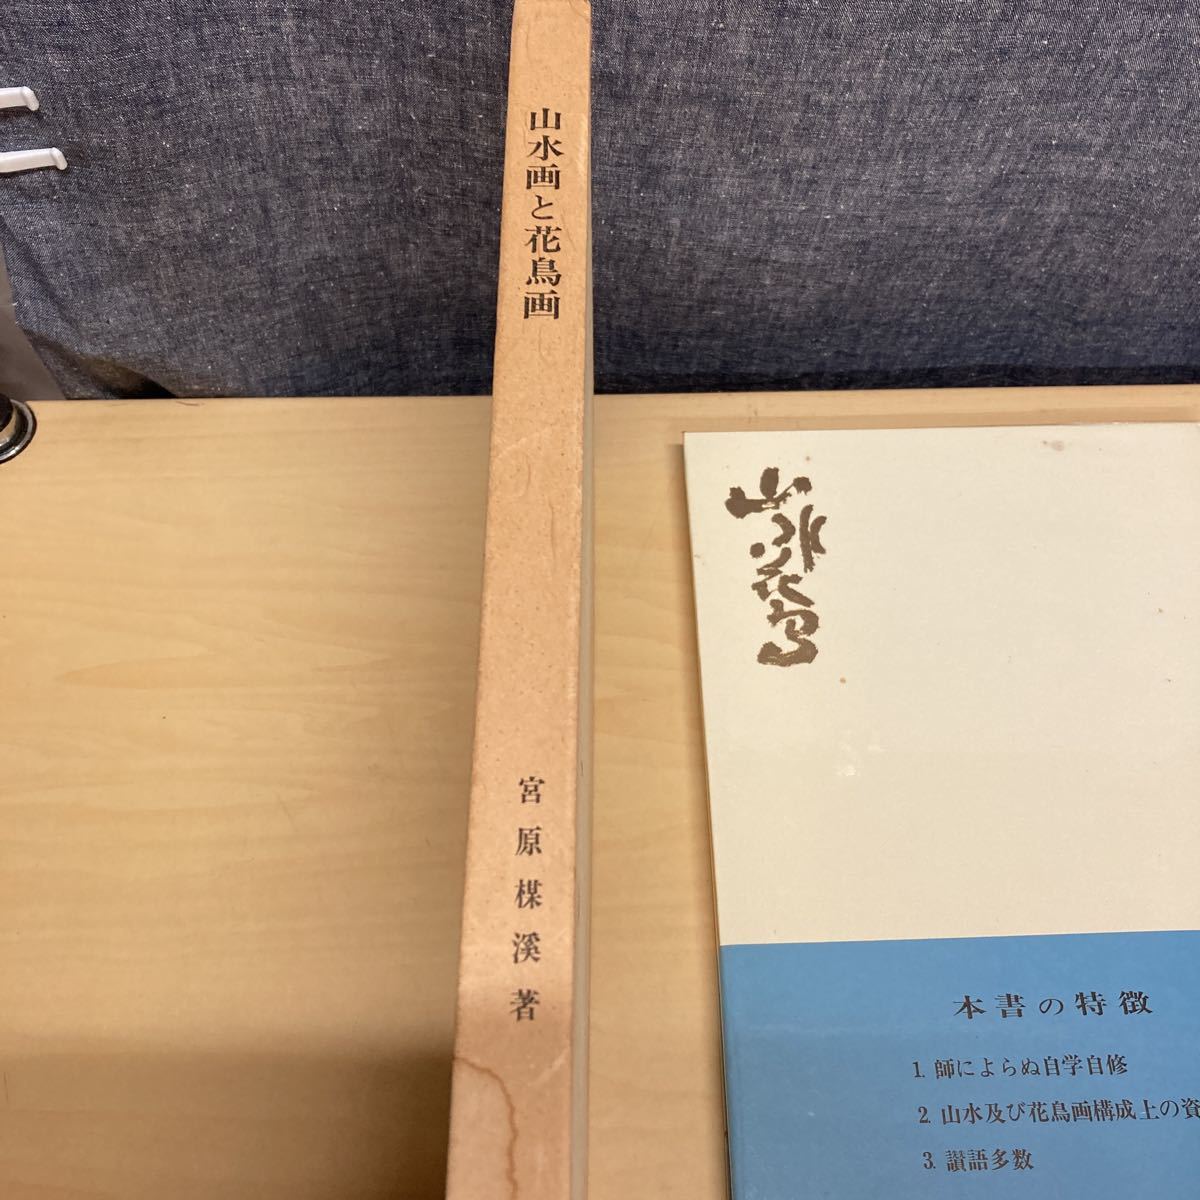 山水画と花鳥画
宮原楳溪著
山水花鳥
本書の特徴
1. 師によらぬ自学自修
2. 山水及び花鳥画構成上の資
3. 讃語多数